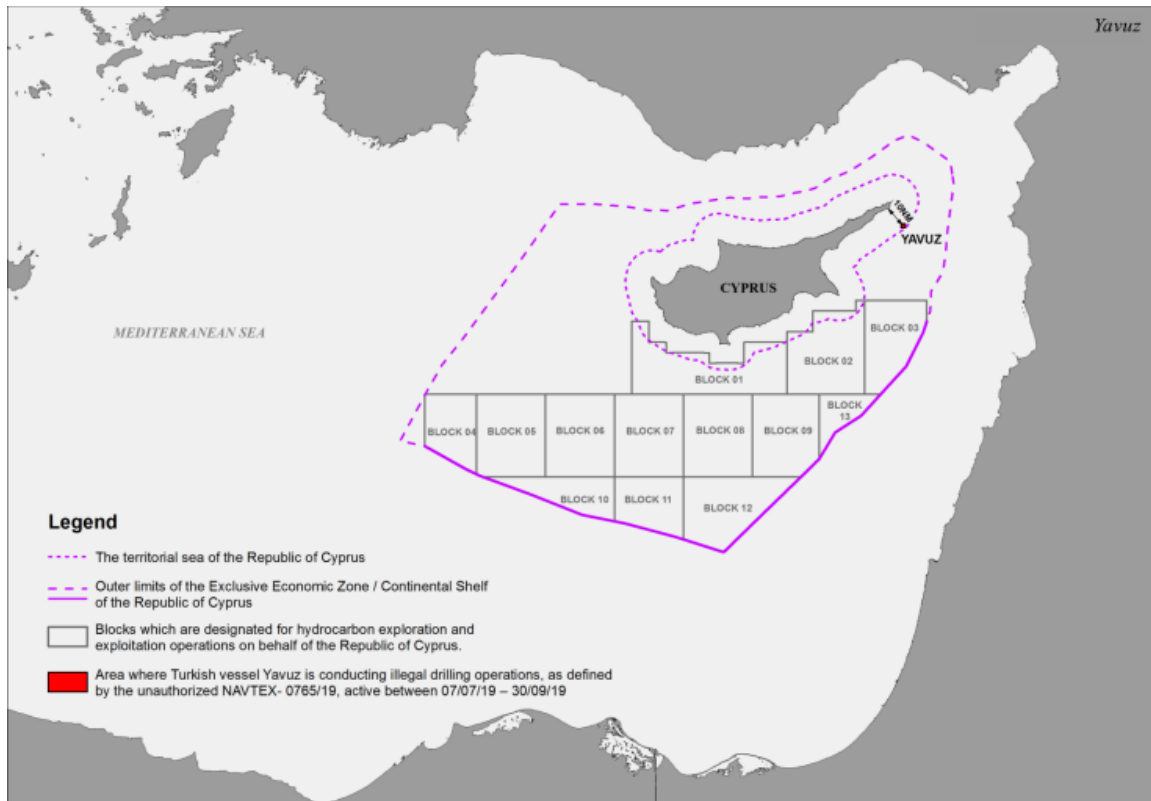 Yavuz
10NM
YAVUZ
CYPRUS
MEDITERRANEAN SEA
BLOCK 03
BLOCK 02
BLOCK 01
BLOCK
13
BLOCK 04
BLOCK 05
BLOCK 06
BLOCK 07
BLOCK 08
BLOCK 09
BLOCK 10
BLOCK 11
BLOCK 12
Legend
The territorial sea of the Republic of Cyprus
Outer limits of the Exclusive Economic Zone / Continental Shelf
of the Republic of Cyprus
Blocks which are designated for hydrocarbon exploration and
exploitation operations on behalf of the Republic of Cyprus.
Area where Turkish vessel Yavuz is conducting illegal drilling operations, as defined
by the unauthorized NAVTEX- 0765/19, active between 07/07/19 – 30/09/19